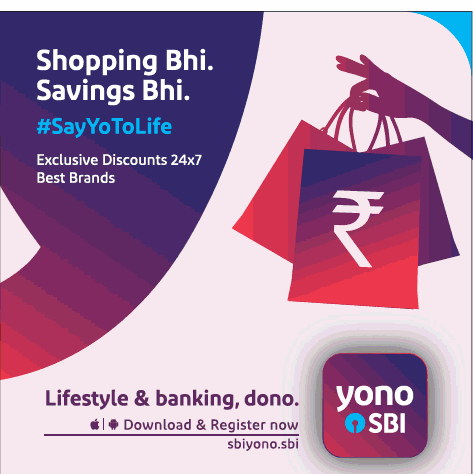 Shopping Bhi.
Savings Bhi.
#SayYoToLife
Exclusive Discounts 24x7
Best Brands
₹
Lifestyle & banking, dono.
Download & Register now
sbiyono.sbi
yono
SBI